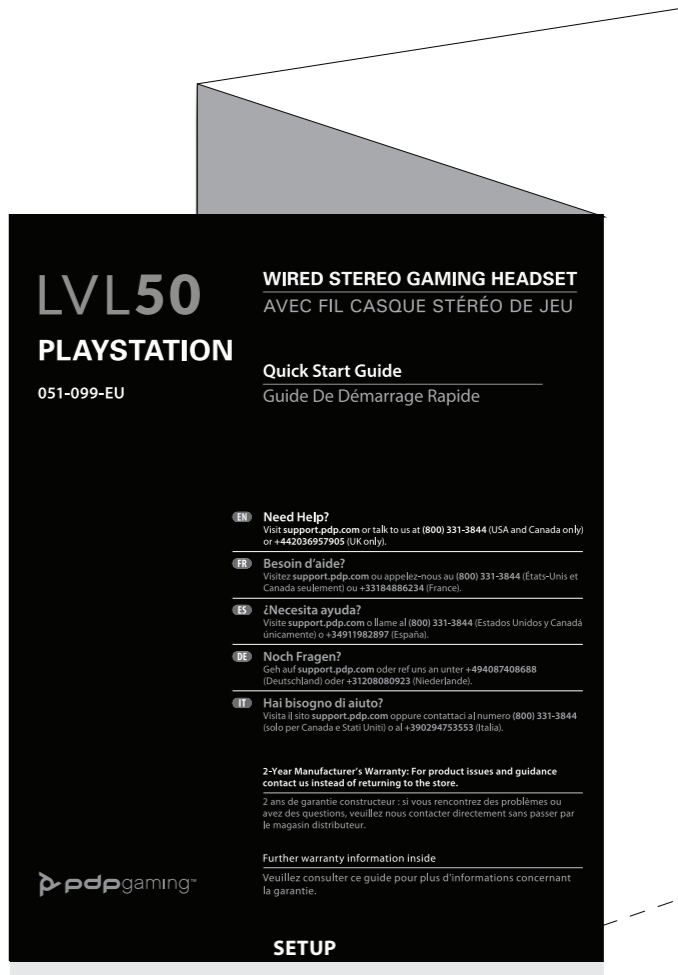 LVL50
PLAYSTATION
051-099-EU
WIRED STEREO GAMING HEADSET
AVEC FIL CASQUE STÉRÉO DE JEU
Quick Start Guide
Guide De Démarrage Rapide
EN Need Help?
Visit support.pdp.com or talk to us at (800) 331-3844 (USA and Canada only)
or +442036957905 (UK only).
FR Besoin d’aide?
Visitez support.pdp.com ou appelez-nous au (800) 331-3844 (États-Unis et
Canada seulement) ou +33184886234 (France).
ES ¿Necesita ayuda?
Visite support.pdp.com o llame al (800) 331-3844 (Estados Unidos y Canadá
únicamente) o +34911982897 (España).
DE Noch Fragen?
Geh auf support.pdp.com oder ref uns an unter +494087408688
(Deutschland) oder +31208080923 (Niederlande).
IT Hai bisogno di aiuto?
Visita il sito support.pdp.com oppure contattaci al numero (800) 331-3844
(solo per Canada e Stati Uniti) o al +390294753553 (Italia).
2-Year Manufacturer’s Warranty: For product issues and guidance
contact us instead of returning to the store.
2 ans de garantie constructeur : si vous rencontrez des problèmes ou
avez des questions, veuillez nous contacter directement sans passer par
le magasin distributeur.
Further warranty information inside
Veuillez consulter ce guide pour plus d’informations concernant
la garantie.
pdpgaming™
SETUP